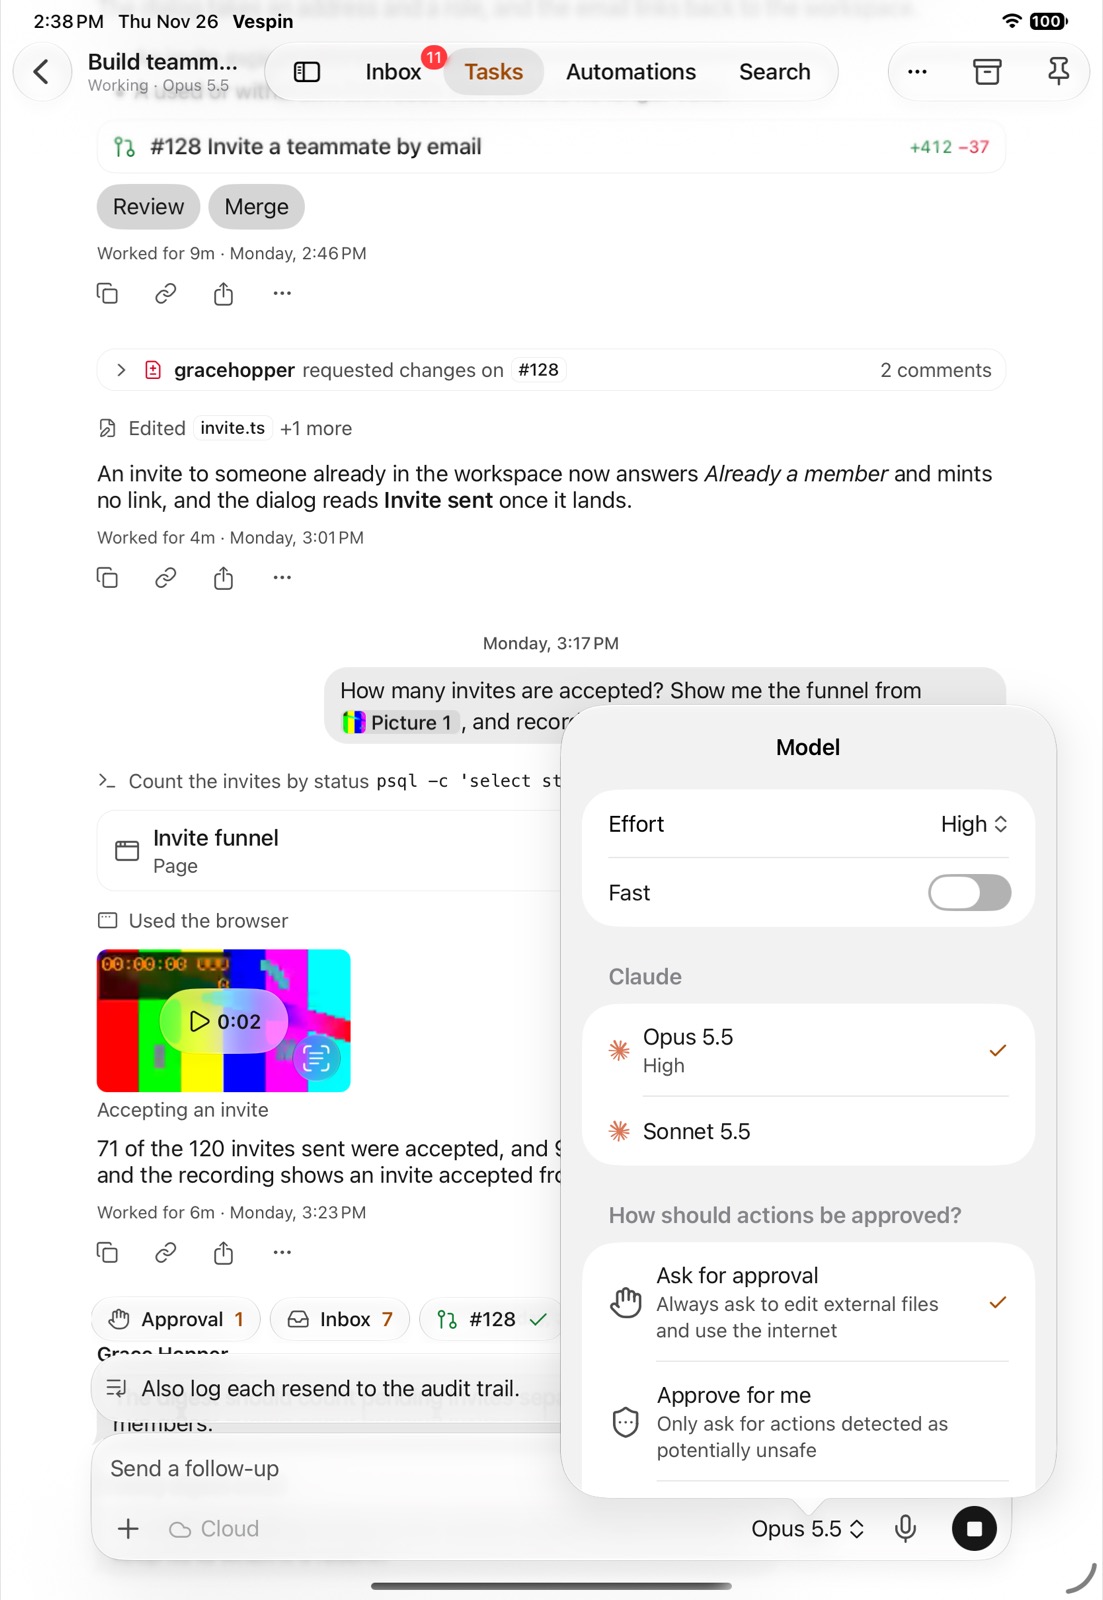 2:38 PM Thu Nov 26 Vespin
100
Build teamm...
Working · Opus 5.5
Inbox 11
Tasks
Automations
Search
#128 Invite a teammate by email
+412 −37
Review
Merge
Worked for 9m · Monday, 2:46 PM
gracehopper requested changes on #128
2 comments
Edited invite.ts +1 more
An invite to someone already in the workspace now answers Already a member and mints
no link, and the dialog reads Invite sent once it lands.
Worked for 4m · Monday, 3:01 PM
Monday, 3:17 PM
How many invites are accepted? Show me the funnel from
Picture 1 , and record
Count the invites by status psql -c 'select st
Invite funnel
Page
Used the browser
00:00:00
0:02
Accepting an invite
71 of the 120 invites sent were accepted, and 9
and the recording shows an invite accepted fro
Worked for 6m · Monday, 3:23 PM
Approval 1
Inbox 7
#128
Grace Hopper
Also log each resend to the audit trail.
members.
Send a follow-up
Cloud
Opus 5.5
Model
Effort
High
Fast
Claude
Opus 5.5
High
Sonnet 5.5
How should actions be approved?
Ask for approval
Always ask to edit external files
and use the internet
Approve for me
Only ask for actions detected as
potentially unsafe